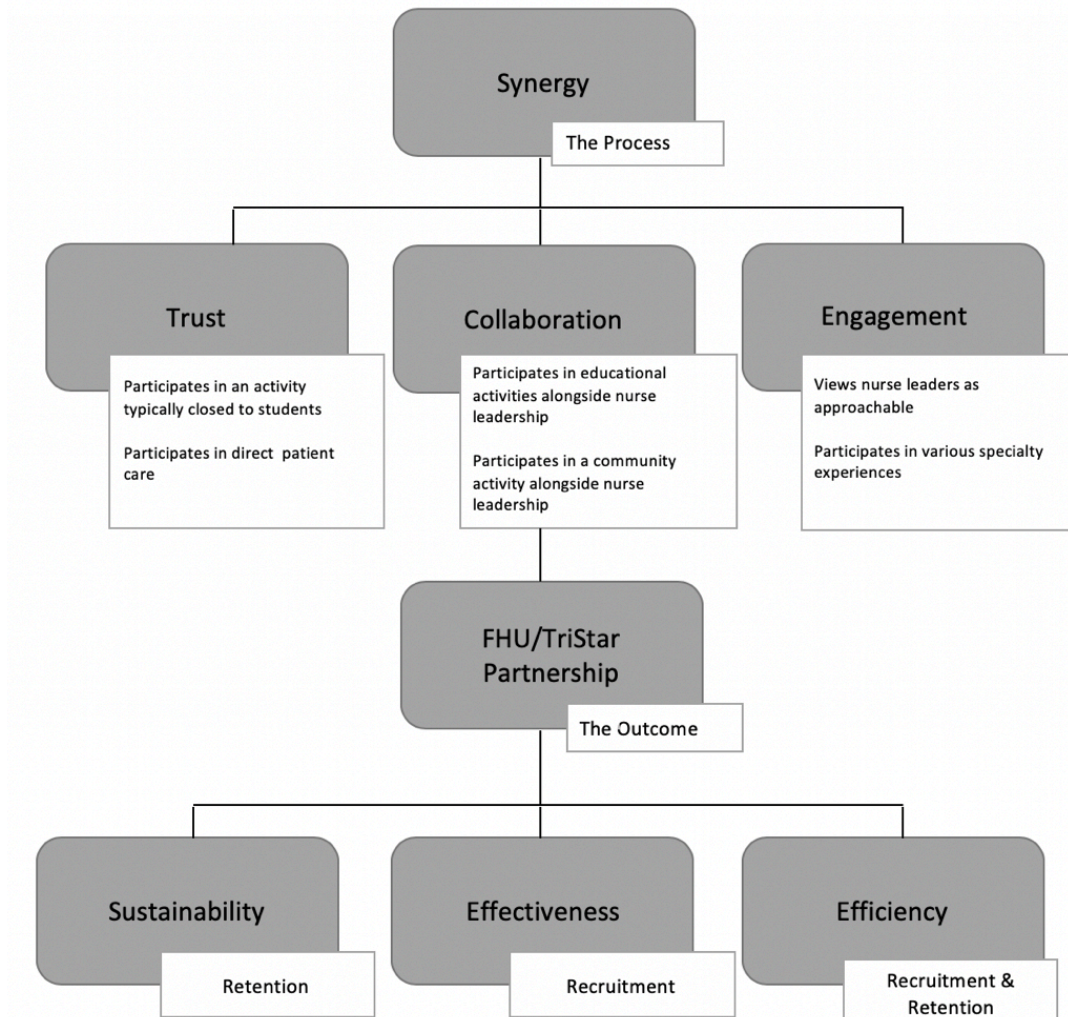 Synergy
The Process
Trust
Collaboration
Engagement
Participates in an activity
typically closed to students
Participates in direct patient
care
Participates in educational
activities alongside nurse
leadership
Participates in a community
activity alongside nurse
leadership
Views nurse leaders as
approachable
Participates in various specialty
experiences
FHU/TriStar
Partnership
The Outcome
Sustainability
Effectiveness
Efficiency
Retention
Recruitment
Recruitment &
Retention